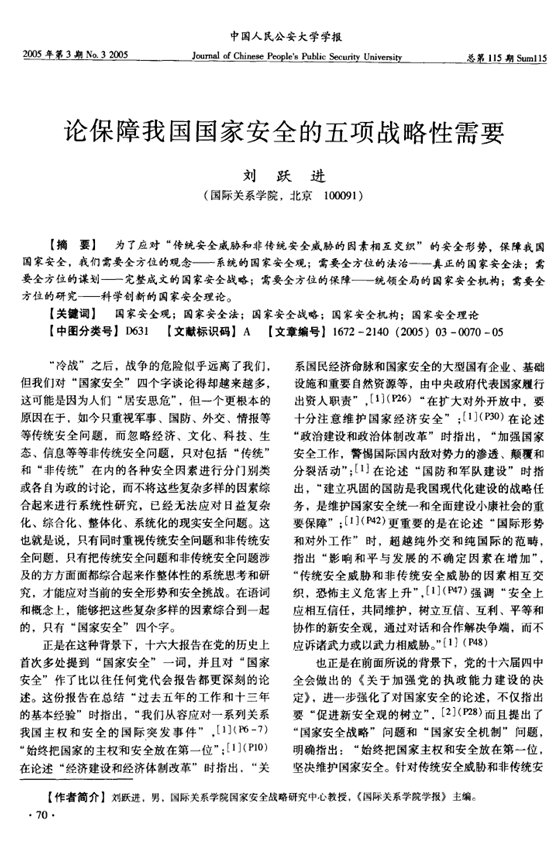 中国人民公安大学学报
2005 年第 3 期 No. 3 2005
Journal of Chinese People's Public Security University
总第 115 期 Sum115
论保障我国国家安全的五项战略性需要
刘 跃 进
(国际关系学院，北京 100091)
【摘 要】 为了应对“传统安全威胁和非传统安全威胁的因素相互交织”的安全形势，保障我国
国家安全，我们需要全方位的观念——系统的国家安全观；需要全方位的法治——真正的国家安全法；需
要全方位的谋划——完整成文的国家安全战略；需要全方位的保障——统领全局的国家安全机构；需要全
方位的研究——科学创新的国家安全理论。
【关键词】 国家安全观；国家安全法；国家安全战略；国家安全机构；国家安全理论
【中图分类号】D631 【文献标识码】A 【文章编号】1672-2140 (2005) 03-0070-05
“冷战”之后，战争的危险似乎远离了我们，
但我们对“国家安全”四个字谈论得却越来越多，
这可能是因为人们“居安思危”，但一个更根本的
原因在于，如今只重视军事、国防、外交、情报等
等传统安全问题，而忽略经济、文化、科技、生
态、信息等等非传统安全问题，只对包括“传统”
和“非传统”在内的各种安全因素进行分门别类
或各自为政的讨论，而不将这些复杂多样的因素综
合起来进行系统性研究，已经无法应对日益复杂
化、综合化、整体化、系统化的现实安全问题。这
也就是说，只有同时重视传统安全问题和非传统安
全问题，只有把传统安全问题和非传统安全问题涉
及的方方面面都综合起来作整体性的系统思考和研
究，才能应对当前的安全形势和安全挑战。在语词
和概念上，能够把这些复杂多样的因素综合到一起
的，只有“国家安全”四个字。
正是在这种背景下，十六大报告在党的历史上
首次多处提到“国家安全”一词，并且对“国家
安全”作了比以往任何党代会报告都更深刻的论
述。这份报告在总结“过去五年的工作和十三年
的基本经验”时指出，“我们从容应对一系列关系
我国主权和安全的国际突发事件”，[1](P6-7)
“始终把国家的主权和安全放在第一位”；[1](P10)
在论述“经济建设和经济体制改革”时指出，“关
系国民经济命脉和国家安全的大型国有企业、基础
设施和重要自然资源等，由中央政府代表国家履行
出资人职责”，[1](P26) “在扩大对外开放中，要
十分注意维护国家经济安全”；[1](P30) 在论述
“政治建设和政治体制改革”时指出，“加强国家
安全工作，警惕国际国内敌对势力的渗透、颠覆和
分裂活动”；[1] 在论述“国防和军队建设”时指
出，“建立巩固的国防是我国现代化建设的战略任
务，是维护国家安全统一和全面建设小康社会的重
要保障”；[1](P42) 更重要的是在论述“国际形势
和对外工作”时，超越纯外交和纯国际的范畴，
指出“影响和平与发展的不确定因素在增加”，
“传统安全威胁和非传统安全威胁的因素相互交
织，恐怖主义危害上升”，[1](P47) 强调“安全上
应相互信任，共同维护，树立互信、互利、平等和
协作的新安全观，通过对话和合作解决争端，而不
应诉诸武力或以武力相威胁。”[1] (P48)
也正是在前面所说的背景下，党的十六届四中
全会做出的《关于加强党的执政能力建设的决
定》，进一步强化了对国家安全的论述，不仅指出
要“促进新安全观的树立”，[2](P28) 而且提出了
“国家安全战略”问题和“国家安全机制”问题，
明确指出：“始终把国家主权和安全放在第一位，
坚决维护国家安全。针对传统安全威胁和非传统安
【作者简介】刘跃进，男，国际关系学院国家安全战略研究中心教授，《国际关系学院学报》主编。
·70·